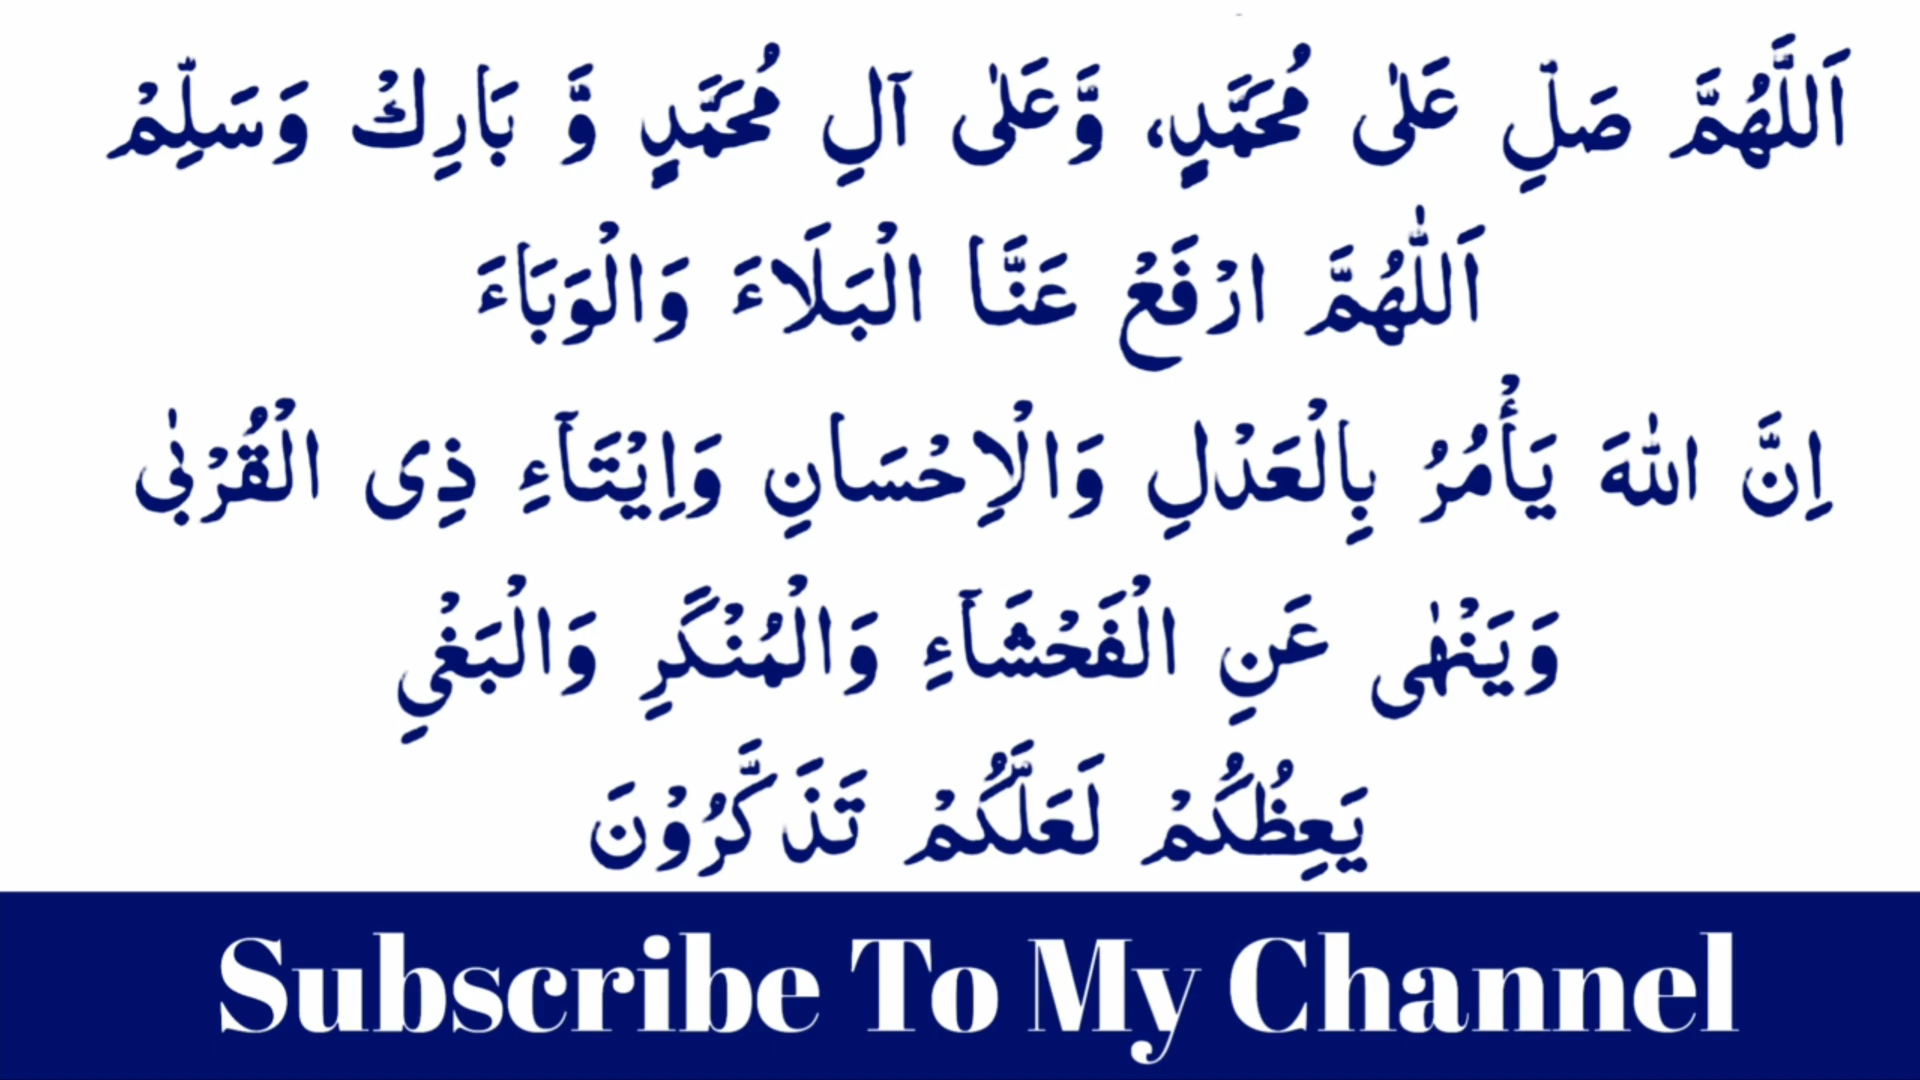 اَللَّهُمَّ صَلِّ عَلٰى مُحَمَّدٍ، وَّعَلٰى آلِ مُحَمَّدٍ وَّ بَارِكْ وَسَلِّمْ
اَللّٰهُمَّ ارْفَعْ عَنَّا الْبَلَاءَ وَالْوَبَاءَ
اِنَّ اللّٰهَ يَأْمُرُ بِالْعَدْلِ وَالْاِحْسَانِ وَاِيْتَآءِ ذِى الْقُرْبٰى
وَيَنْهٰى عَنِ الْفَحْشَآءِ وَالْمُنْكَرِ وَالْبَغْىِ
يَعِظُكُمْ لَعَلَّكُمْ تَذَكَّرُوْنَ
Subscribe To My Channel